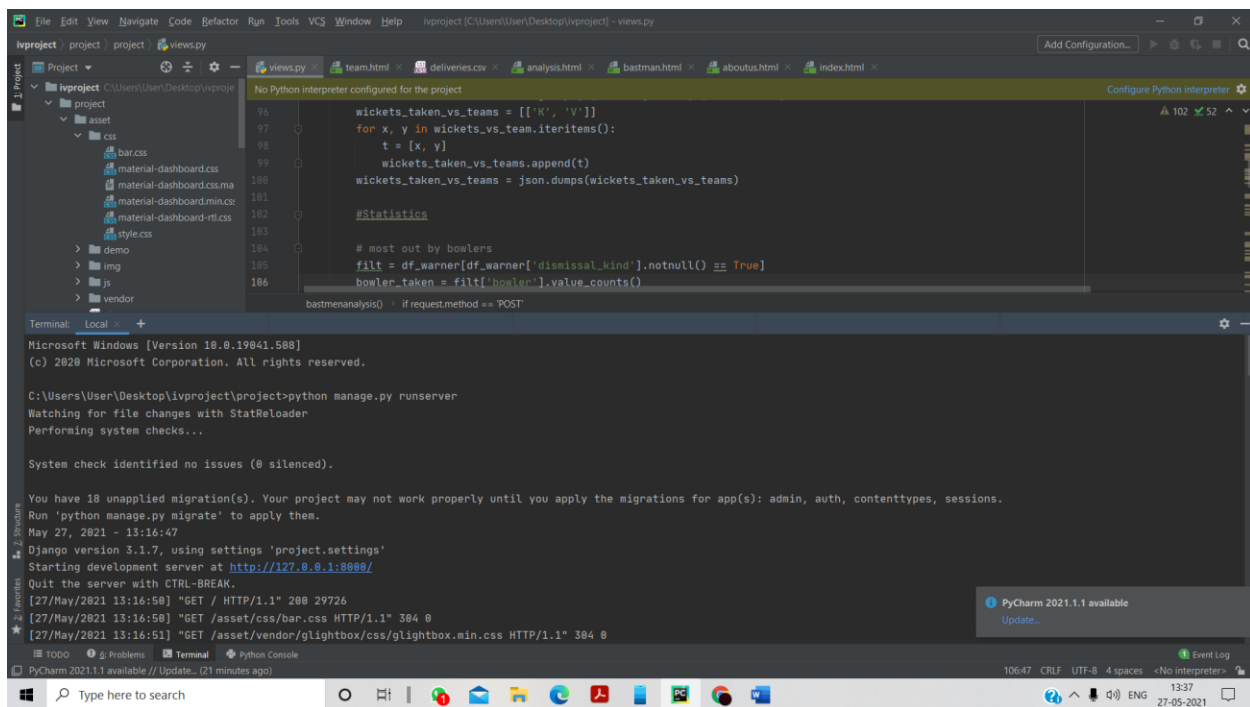 File Edit View Navigate Code Refactor Run Tools VCS Window Help ivproject [C:\Users\User\Desktop\ivproject] - views.py
ivproject project project views.py Add Configuration...
1: Project
Project views.py team.html deliveries.csv analysis.html bastman.html aboutus.html index.html
ivproject C:\Users\User\Desktop\ivproje
No Python interpreter configured for the project Configure Python interpreter
project
asset
css
bar.css
material-dashboard.css
material-dashboard.css.ma
material-dashboard.min.cs
material-dashboard-rtl.css
style.css
demo
img
js
vendor
96 wickets_taken_vs_teams = [['K', 'V']]
102 52
97 for x, y in wickets_vs_team.iteritems():
98 t = [x, y]
99 wickets_taken_vs_teams.append(t)
100 wickets_taken_vs_teams = json.dumps(wickets_taken_vs_teams)
101
102 #Statistics
103
104 # most out by bowlers
105 filt = df_warner[df_warner['dismissal_kind'].notnull() == True]
106 bowler_taken = filt['bowler'].value_counts()
bastmenanalysis() if request.method == 'POST'
Terminal: Local +
Microsoft Windows [Version 10.0.19041.508]
(c) 2020 Microsoft Corporation. All rights reserved.
C:\Users\User\Desktop\ivproject\project>python manage.py runserver
Watching for file changes with StatReloader
Performing system checks...
System check identified no issues (0 silenced).
You have 18 unapplied migration(s). Your project may not work properly until you apply the migrations for app(s): admin, auth, contenttypes, sessions.
Run 'python manage.py migrate' to apply them.
May 27, 2021 - 13:16:47
Django version 3.1.7, using settings 'project.settings'
Starting development server at http://127.0.0.1:8000/
Quit the server with CTRL-BREAK.
[27/May/2021 13:16:50] "GET / HTTP/1.1" 200 29726
[27/May/2021 13:16:50] "GET /asset/css/bar.css HTTP/1.1" 304 0
[27/May/2021 13:16:51] "GET /asset/vendor/glightbox/css/glightbox.min.css HTTP/1.1" 304 0
Z: Structure
2: Favorites
PyCharm 2021.1.1 available
Update...
TODO 6: Problems Terminal Python Console 1 Event Log
PyCharm 2021.1.1 available // Update... (21 minutes ago) 106:47 CRLF UTF-8 4 spaces <No interpreter>
Type here to search ENG 13:37
27-05-2021